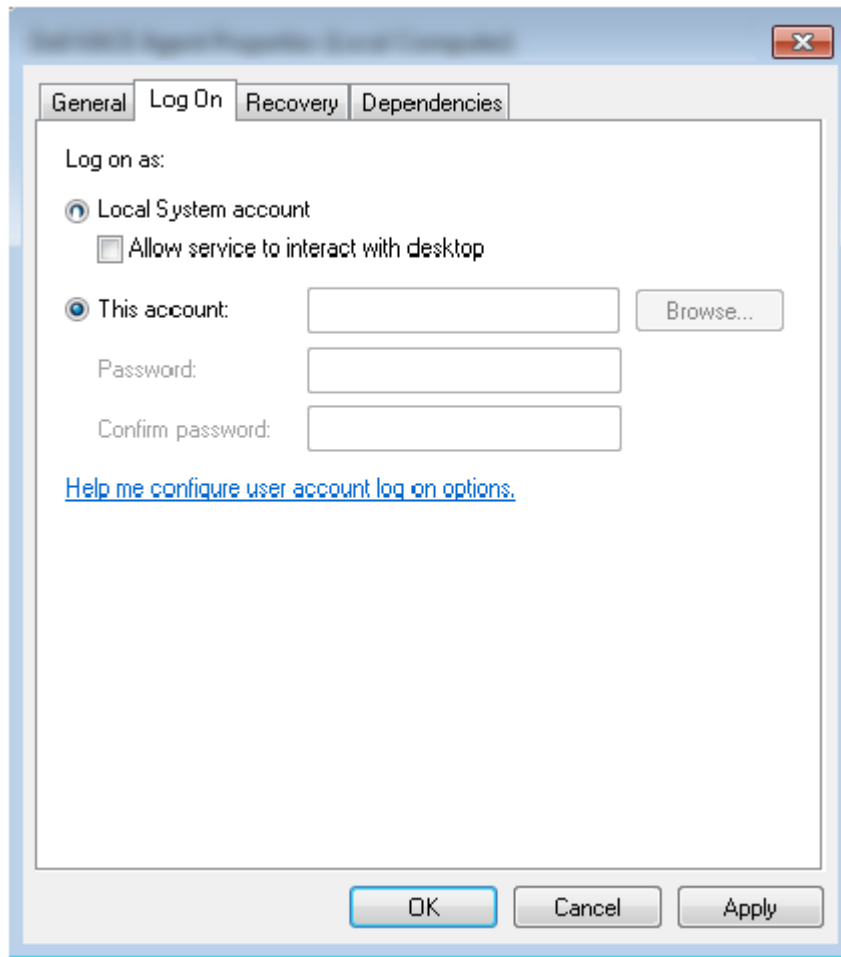 General Log On Recovery Dependencies
Log on as:
Local System account
Allow service to interact with desktop
This account: Browse...
Password:
Confirm password:
Help me configure user account log on options.
OK Cancel Apply